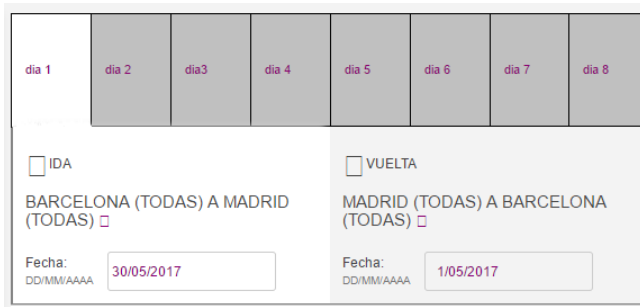 dia 1 dia 2 dia3 dia 4 dia 5 dia 6 dia 7 dia 8
IDA
BARCELONA (TODAS) A MADRID
(TODAS)
Fecha:
DD/MM/AAAA
30/05/2017
VUELTA
MADRID (TODAS) A BARCELONA
(TODAS)
Fecha:
DD/MM/AAAA
1/05/2017